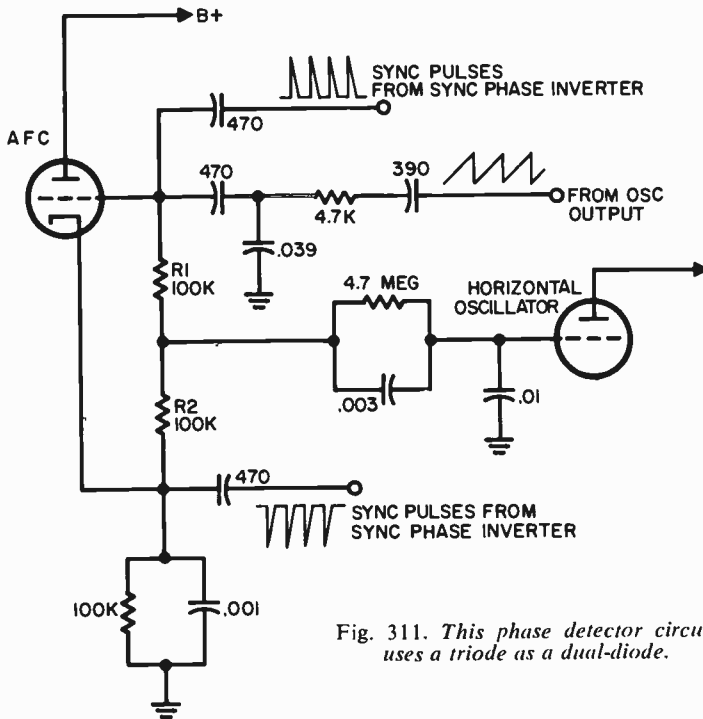 B+
SYNC PULSES
FROM SYNC PHASE INVERTER
470
AFC
470
390
4.7K
FROM OSC
OUTPUT
.039
R1
100K
4.7 MEG
HORIZONTAL
OSCILLATOR
.003
.01
R2
100K
470
SYNC PULSES FROM
SYNC PHASE INVERTER
100K
.001
Fig. 311. This phase detector circu
uses a triode as a dual-diode.